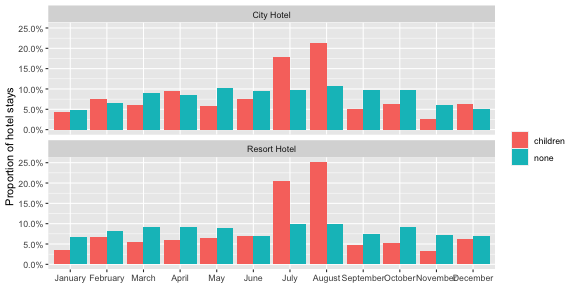 City Hotel
25.0%
20.0%
15.0%
10.0%
5.0%
0.0%
Resort Hotel
25.0%
20.0%
15.0%
10.0%
5.0%
0.0%
Proportion of hotel stays
January February March April May June July August September October November December
children
none